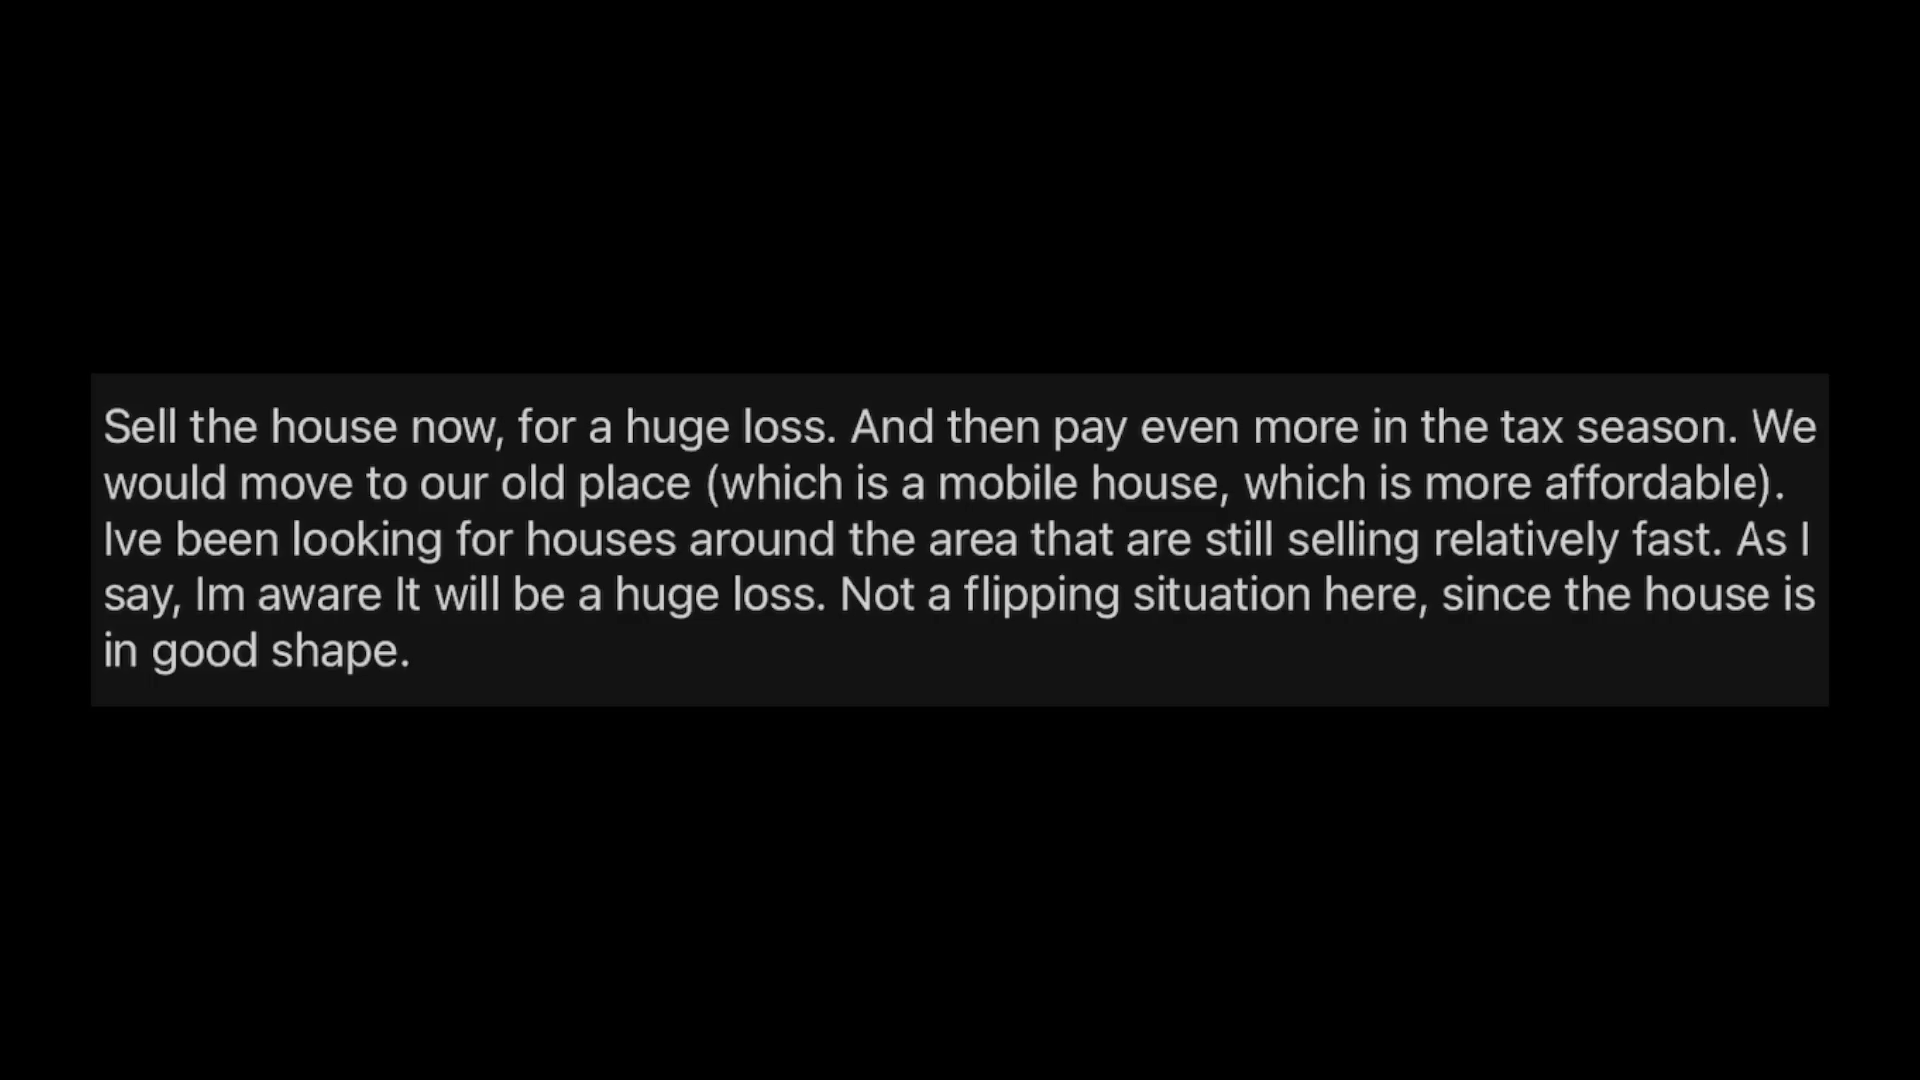 Sell the house now, for a huge loss. And then pay even more in the tax season. We
would move to our old place (which is a mobile house, which is more affordable).
Ive been looking for houses around the area that are still selling relatively fast. As I
say, Im aware It will be a huge loss. Not a flipping situation here, since the house is
in good shape.